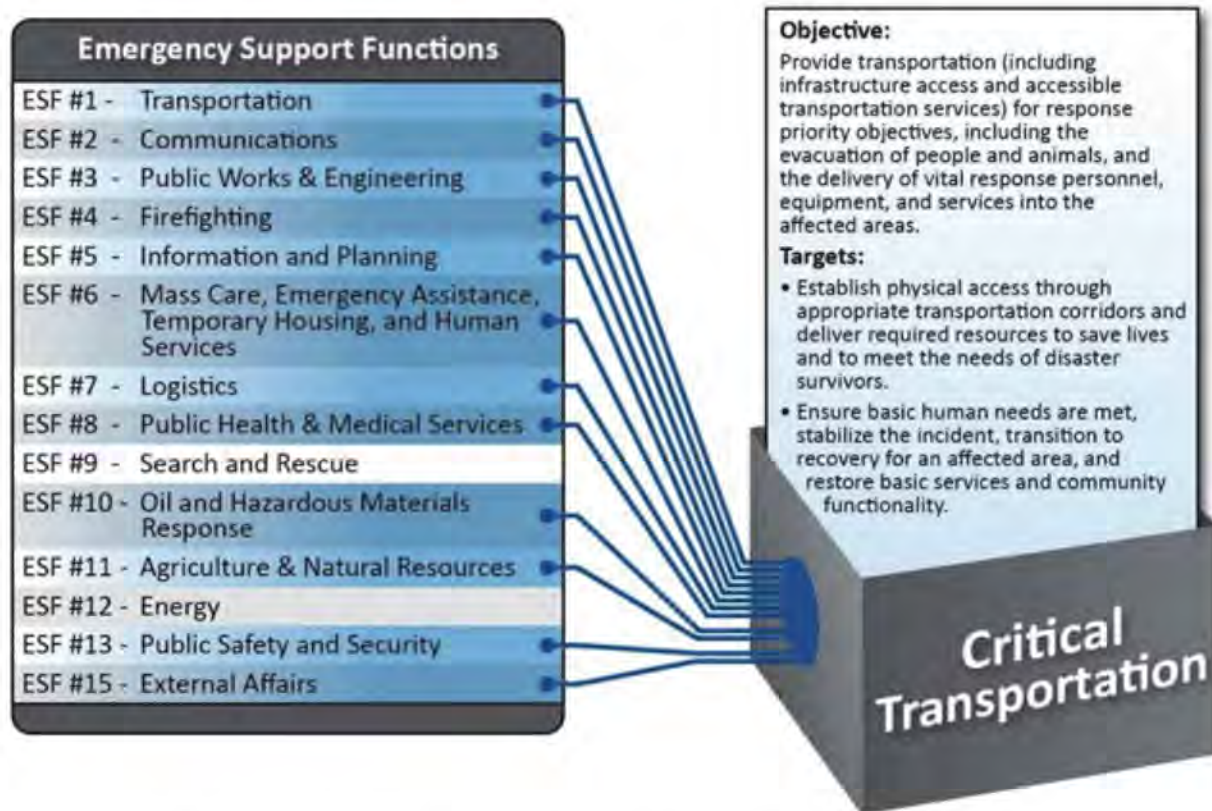 Emergency Support Functions
ESF #1 - Transportation
ESF #2 - Communications
ESF #3 - Public Works & Engineering
ESF #4 - Firefighting
ESF #5 - Information and Planning
ESF #6 - Mass Care, Emergency Assistance,
Temporary Housing, and Human
Services
ESF #7 - Logistics
ESF #8 - Public Health & Medical Services
ESF #9 - Search and Rescue
ESF #10 - Oil and Hazardous Materials
Response
ESF #11 - Agriculture & Natural Resources
ESF #12 - Energy
ESF #13 - Public Safety and Security
ESF #15 - External Affairs
Objective:
Provide transportation (including
infrastructure access and accessible
transportation services) for response
priority objectives, including the
evacuation of people and animals, and
the delivery of vital response personnel,
equipment, and services into the
affected areas.
Targets:
• Establish physical access through
appropriate transportation corridors and
deliver required resources to save lives
and to meet the needs of disaster
survivors.
• Ensure basic human needs are met,
stabilize the incident, transition to
recovery for an affected area, and
restore basic services and community
functionality.
Critical
Transportation